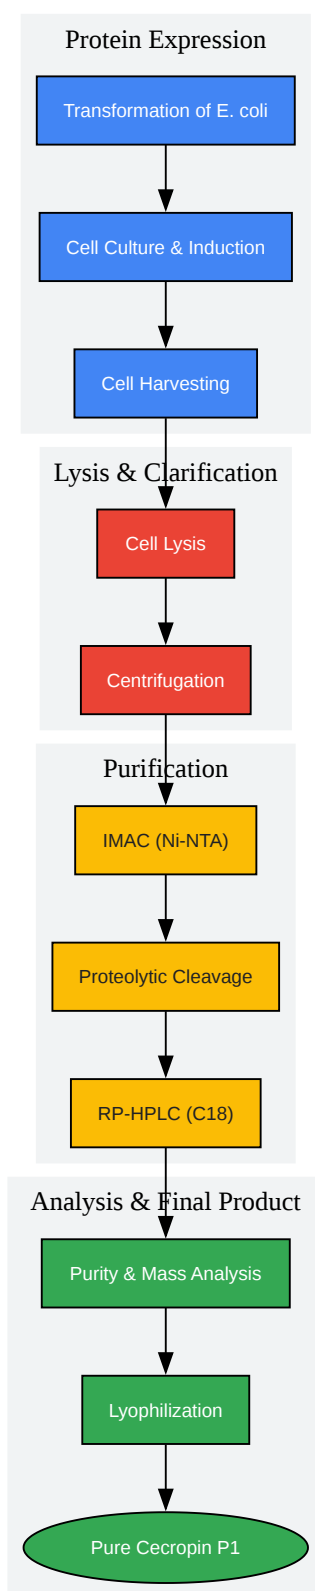 Protein Expression
Transformation of E. coli
Cell Culture & Induction
Cell Harvesting
Lysis & Clarification
Cell Lysis
Centrifugation
Purification
IMAC (Ni-NTA)
Proteolytic Cleavage
RP-HPLC (C18)
Analysis & Final Product
Purity & Mass Analysis
Lyophilization
Pure Cecropin P1